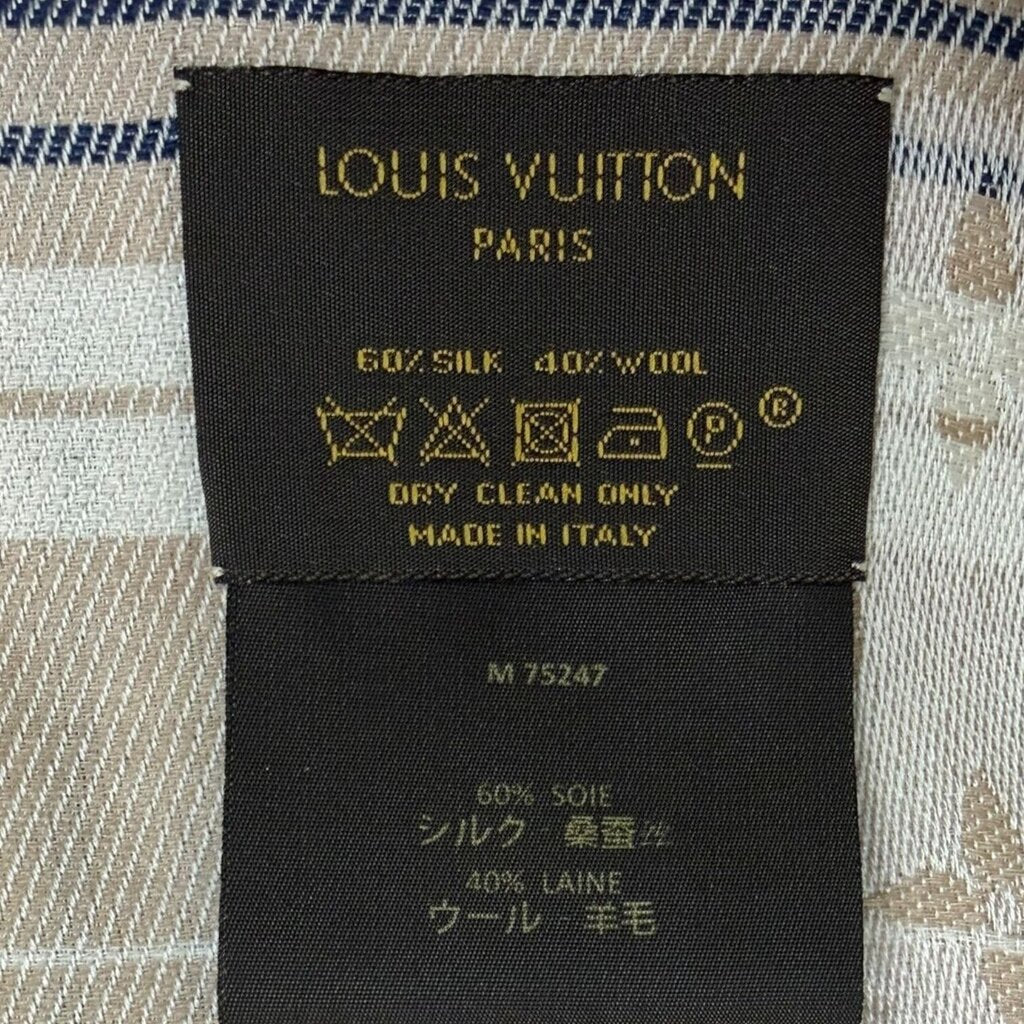 LOUIS VUITTON
PARIS
60% SILK 40% WOOL
P ®
DRY CLEAN ONLY
MADE IN ITALY
M 75247
60% SOIE
シルク - 桑蚕丝
40% LAINE
ウール - 羊毛